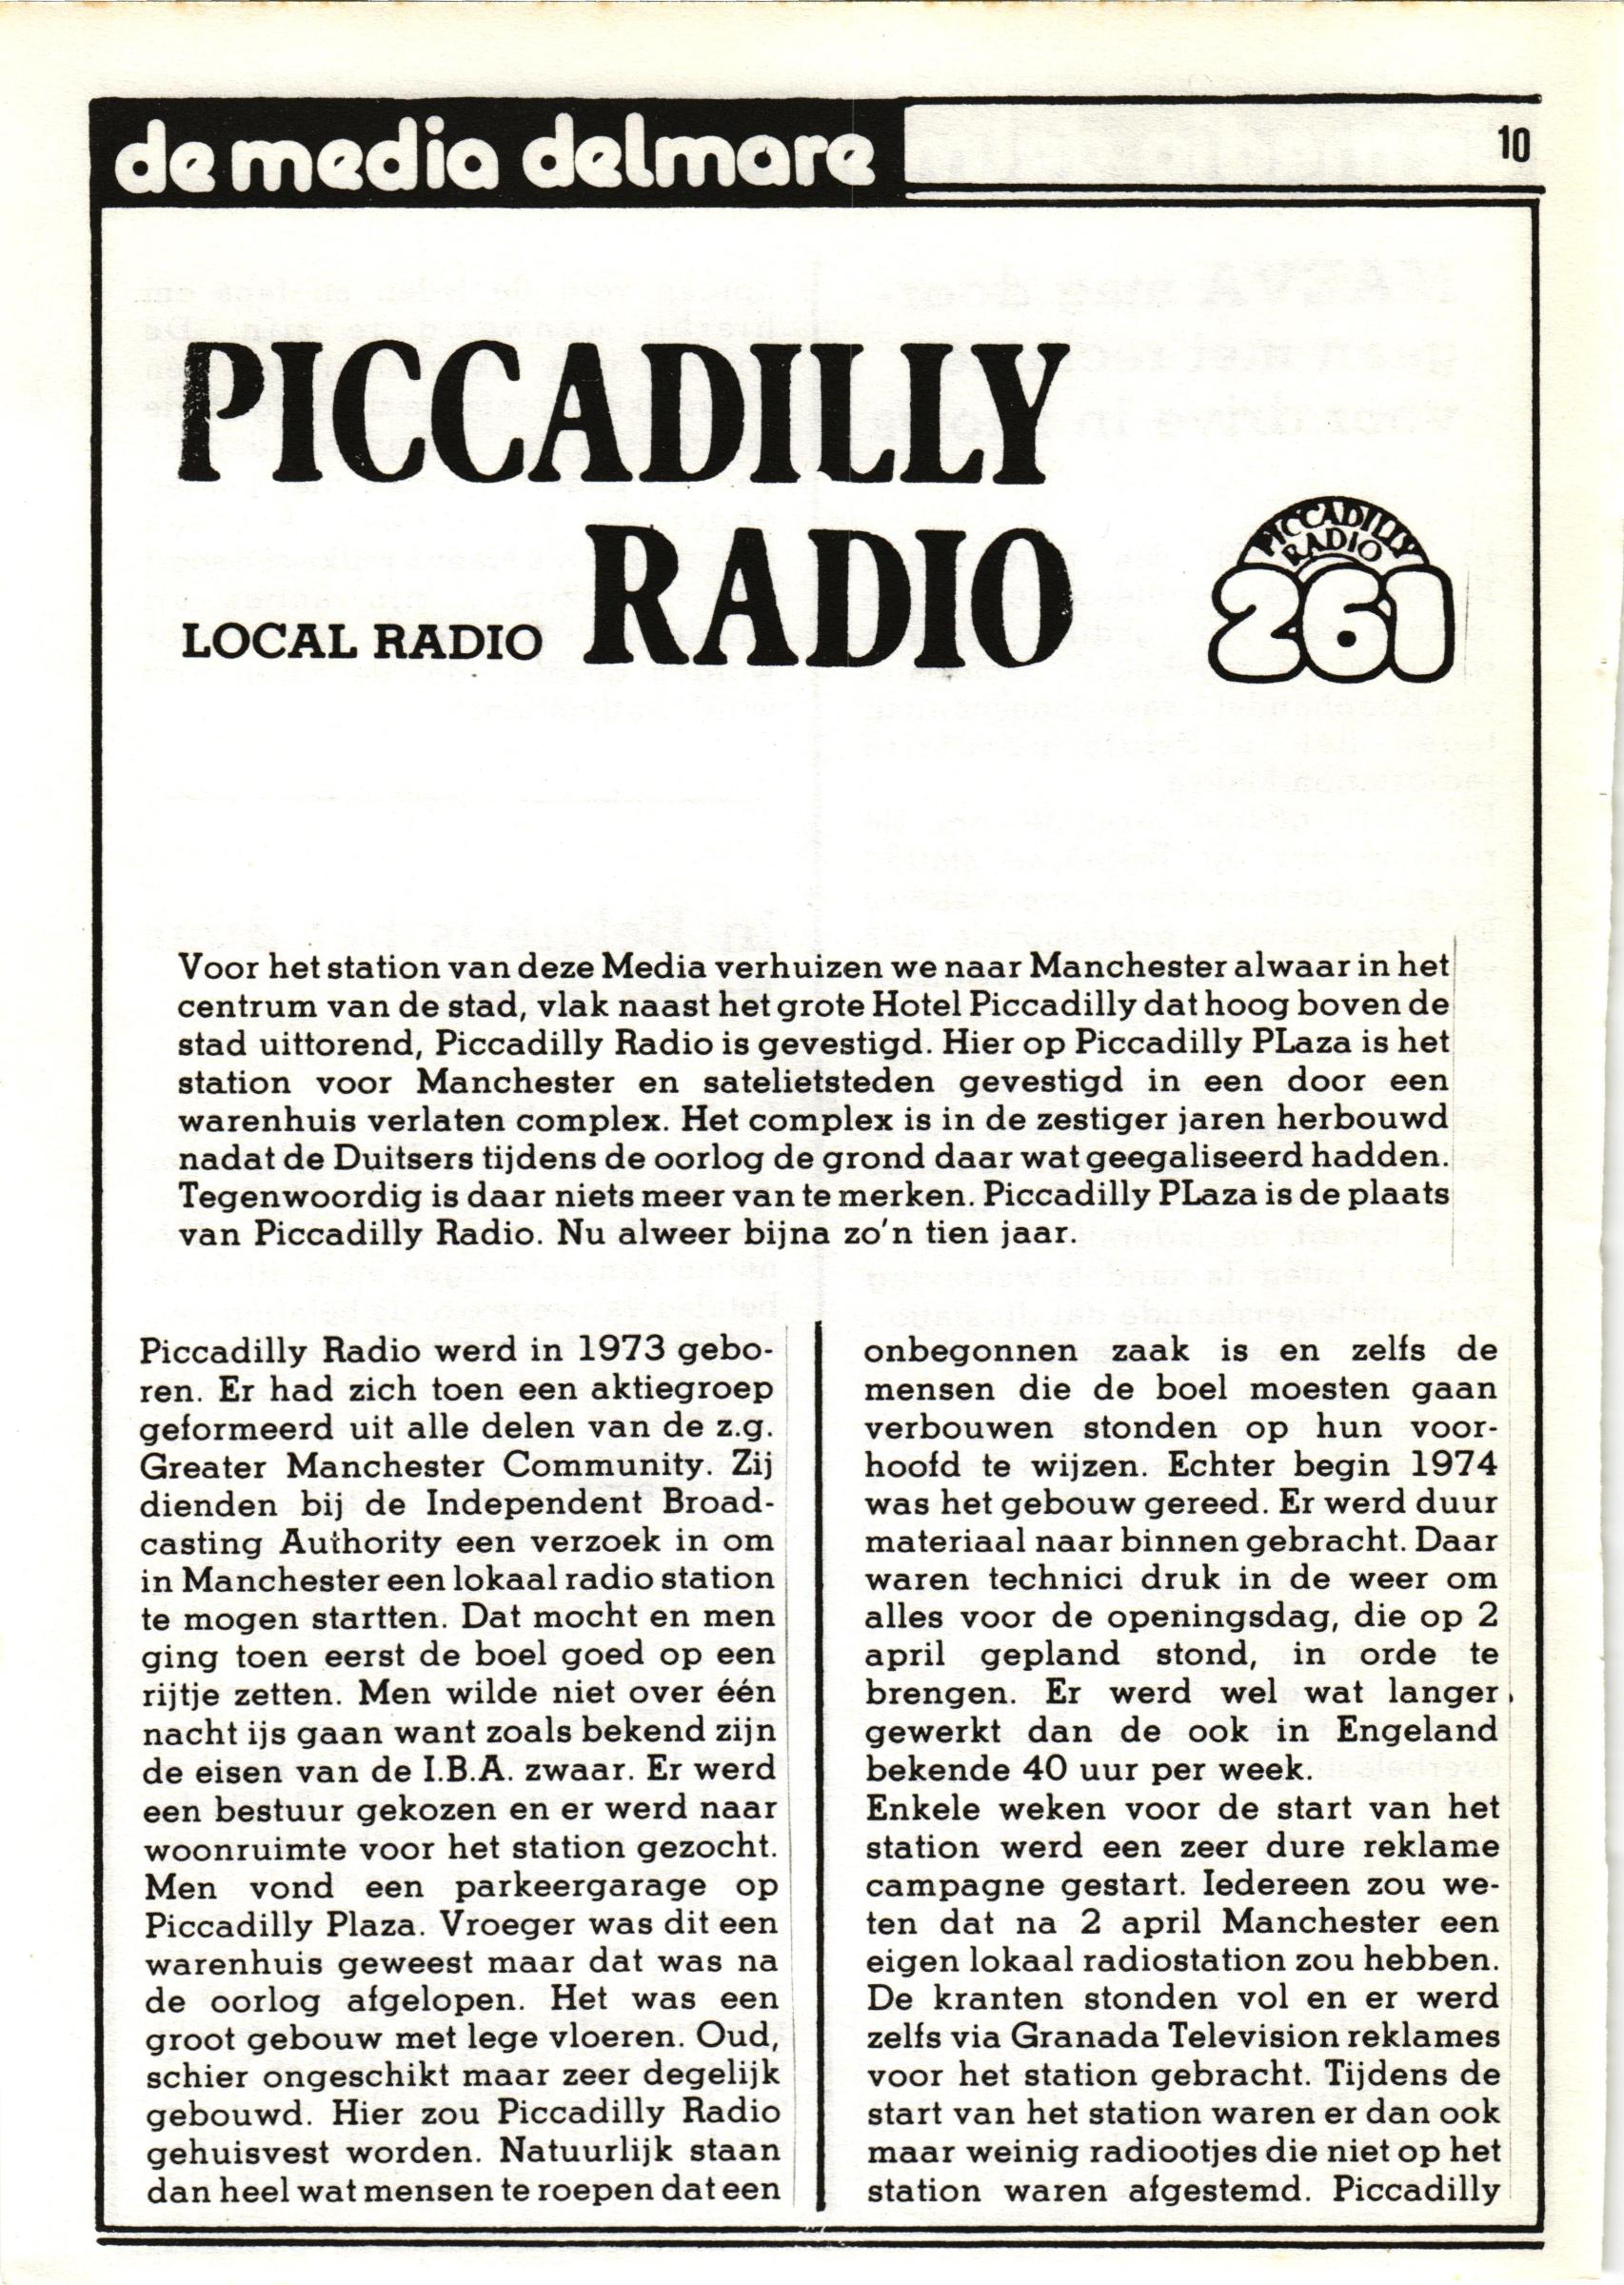 de media delmare
10
PICCADILLY
RADIO
LOCAL RADIO
PICCADILLY
RADIO
261
Voor het station van deze Media verhuizen we naar Manchester alwaar in het
centrum van de stad, vlak naast het grote Hotel Piccadilly dat hoog boven de
stad uittorend, Piccadilly Radio is gevestigd. Hier op Piccadilly PLaza is het
station voor Manchester en satelietsteden gevestigd in een door een
warenhuis verlaten complex. Het complex is in de zestiger jaren herbouwd
nadat de Duitsers tijdens de oorlog de grond daar wat geegaliseerd hadden.
Tegenwoordig is daar niets meer van te merken. Piccadilly PLaza is de plaats
van Piccadilly Radio. Nu alweer bijna zo'n tien jaar.
Piccadilly Radio werd in 1973 gebo-
ren. Er had zich toen een aktiegroep
geformeerd uit alle delen van de z.g.
Greater Manchester Community. Zij
dienden bij de Independent Broad-
casting Authority een verzoek in om
in Manchester een lokaal radio station
te mogen startten. Dat mocht en men
ging toen eerst de boel goed op een
rijtje zetten. Men wilde niet over één
nacht ijs gaan want zoals bekend zijn
de eisen van de I.B.A. zwaar. Er werd
een bestuur gekozen en er werd naar
woonruimte voor het station gezocht.
Men vond een parkeergarage op
Piccadilly Plaza. Vroeger was dit een
warenhuis geweest maar dat was na
de oorlog afgelopen. Het was een
groot gebouw met lege vloeren. Oud,
schier ongeschikt maar zeer degelijk
gebouwd. Hier zou Piccadilly Radio
gehuisvest worden. Natuurlijk staan
dan heel wat mensen te roepen dat een
onbegonnen zaak is en zelfs de
mensen die de boel moesten gaan
verbouwen stonden op hun voor-
hoofd te wijzen. Echter begin 1974
was het gebouw gereed. Er werd duur
materiaal naar binnen gebracht. Daar
waren technici druk in de weer om
alles voor de openingsdag, die op 2
april gepland stond, in orde te
brengen. Er werd wel wat langer
gewerkt dan de ook in Engeland
bekende 40 uur per week.
Enkele weken voor de start van het
station werd een zeer dure reklame
campagne gestart. Iedereen zou we-
ten dat na 2 april Manchester een
eigen lokaal radiostation zou hebben.
De kranten stonden vol en er werd
zelfs via Granada Television reklames
voor het station gebracht. Tijdens de
start van het station waren er dan ook
maar weinig radiootjes die niet op het
station waren afgestemd. Piccadilly